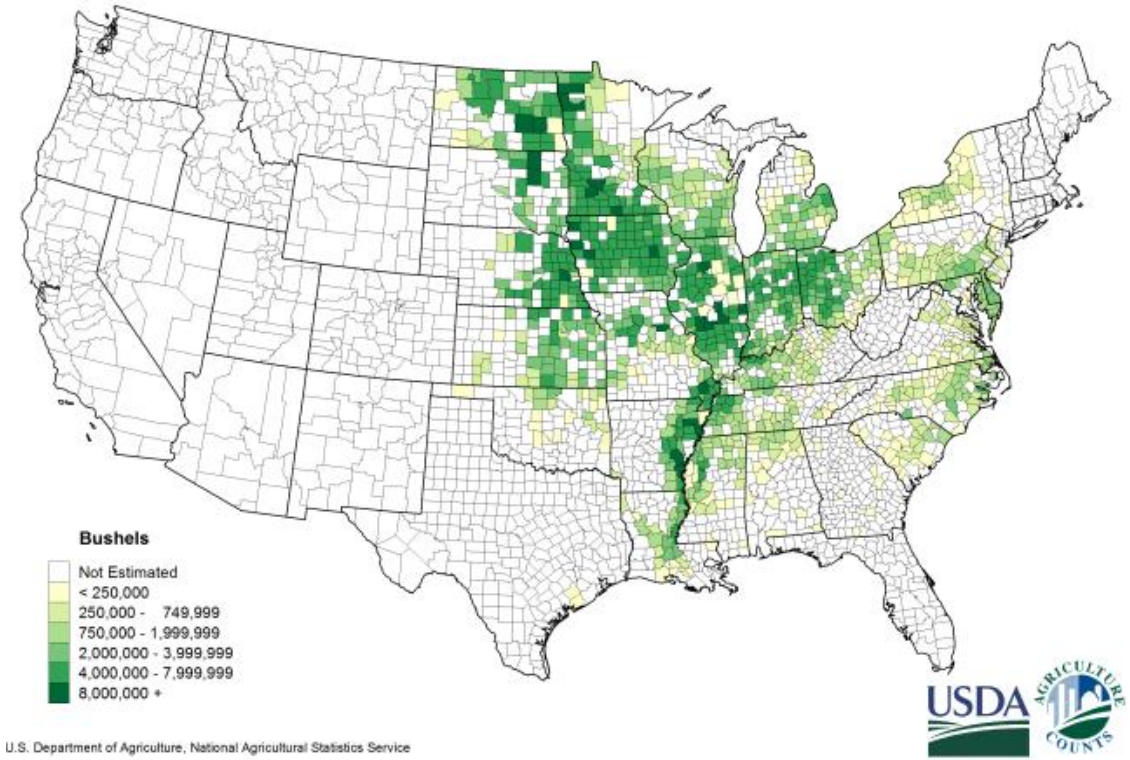 Bushels
Not Estimated
< 250,000
250,000 - 749,999
750,000 - 1,999,999
2,000,000 - 3,999,999
4,000,000 - 7,999,999
8,000,000 +
USDA
AGRICULTURE
COUNTS
U.S. Department of Agriculture, National Agricultural Statistics Service